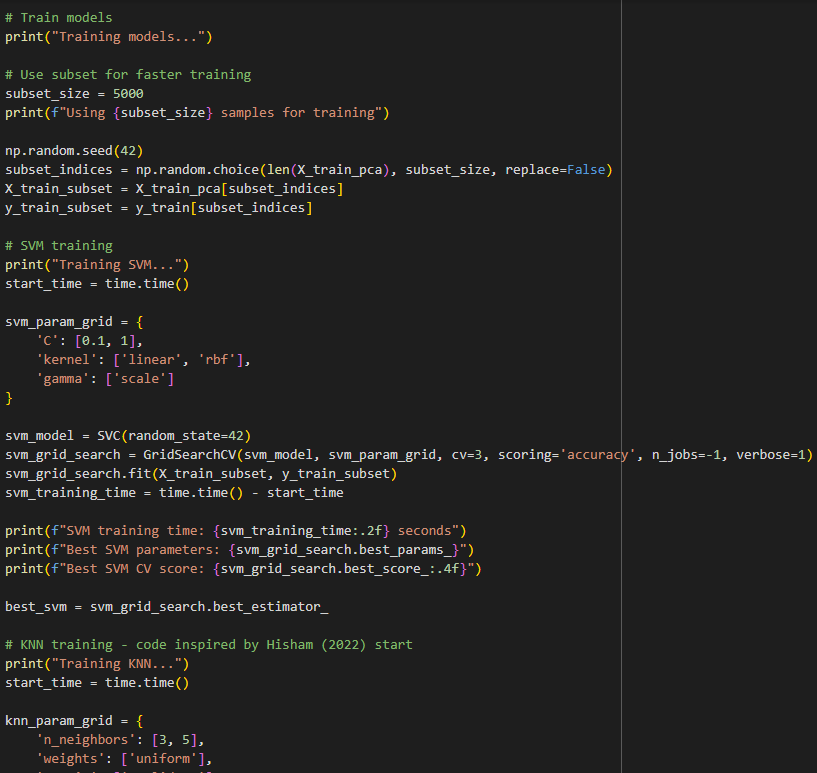 # Train models
print("Training models...")
# Use subset for faster training
subset_size = 5000
print(f"Using {subset_size} samples for training")
np.random.seed(42)
subset_indices = np.random.choice(len(X_train_pca), subset_size, replace=False)
X_train_subset = X_train_pca[subset_indices]
y_train_subset = y_train[subset_indices]
# SVM training
print("Training SVM...")
start_time = time.time()
svm_param_grid = {
    'C': [0.1, 1],
    'kernel': ['linear', 'rbf'],
    'gamma': ['scale']
}
svm_model = SVC(random_state=42)
svm_grid_search = GridSearchCV(svm_model, svm_param_grid, cv=3, scoring='accuracy', n_jobs=-1, verbose=1)
svm_grid_search.fit(X_train_subset, y_train_subset)
svm_training_time = time.time() - start_time
print(f"SVM training time: {svm_training_time:.2f} seconds")
print(f"Best SVM parameters: {svm_grid_search.best_params_}")
print(f"Best SVM CV score: {svm_grid_search.best_score_:.4f}")
best_svm = svm_grid_search.best_estimator_
# KNN training - code inspired by Hisham (2022) start
print("Training KNN...")
start_time = time.time()
knn_param_grid = {
    'n_neighbors': [3, 5],
    'weights': ['uniform'],